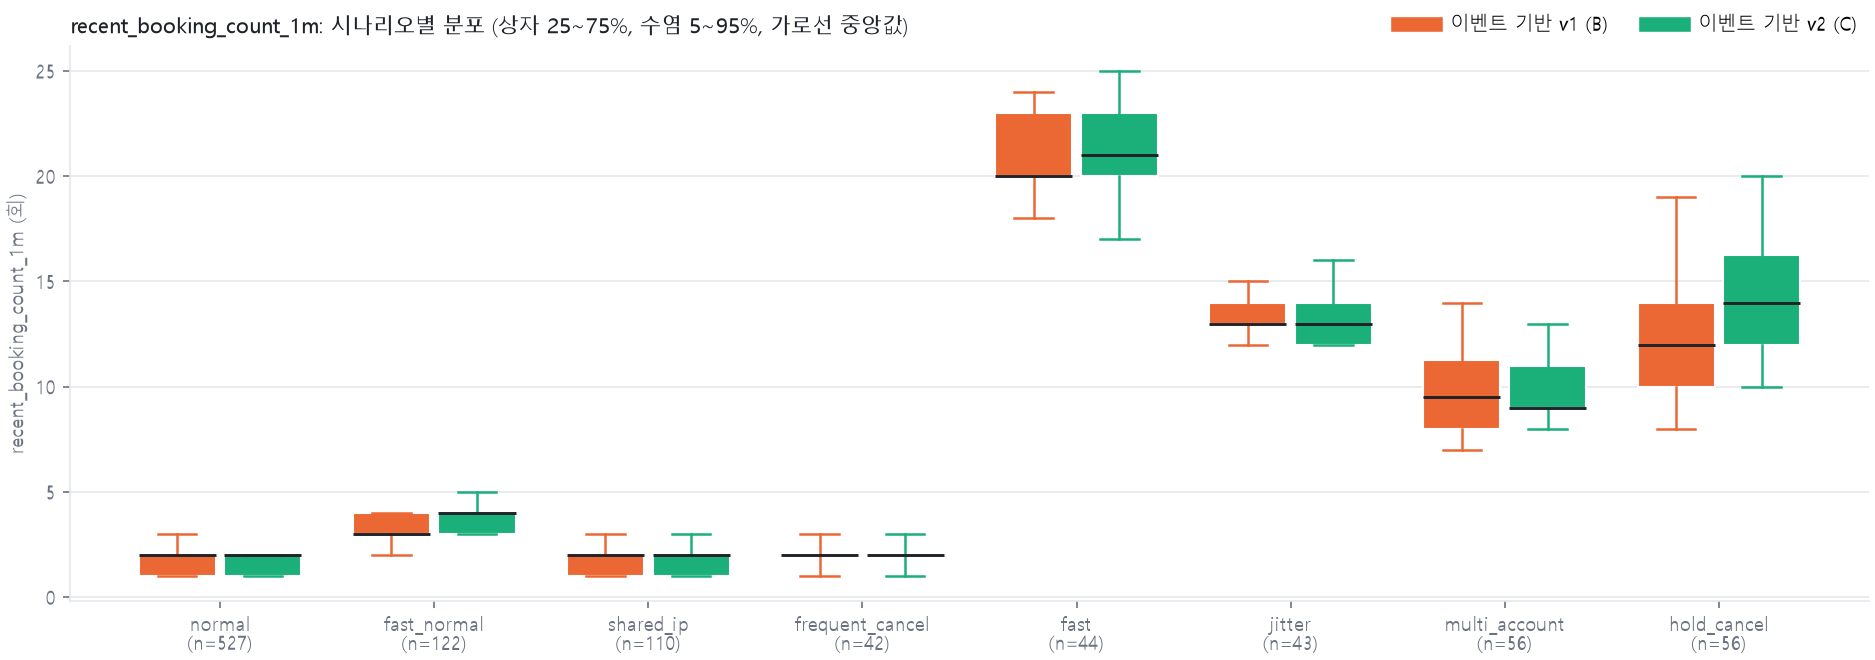 recent_booking_count_1m: 시나리오별 분포 (상자 25~75%, 수염 5~95%, 가로선 중앙값)
이벤트 기반 v1 (B)
이벤트 기반 v2 (C)
recent_booking_count_1m (회)
25
20
15
10
5
0
normal
(n=527)
fast_normal
(n=122)
shared_ip
(n=110)
frequent_cancel
(n=42)
fast
(n=44)
jitter
(n=43)
multi_account
(n=56)
hold_cancel
(n=56)